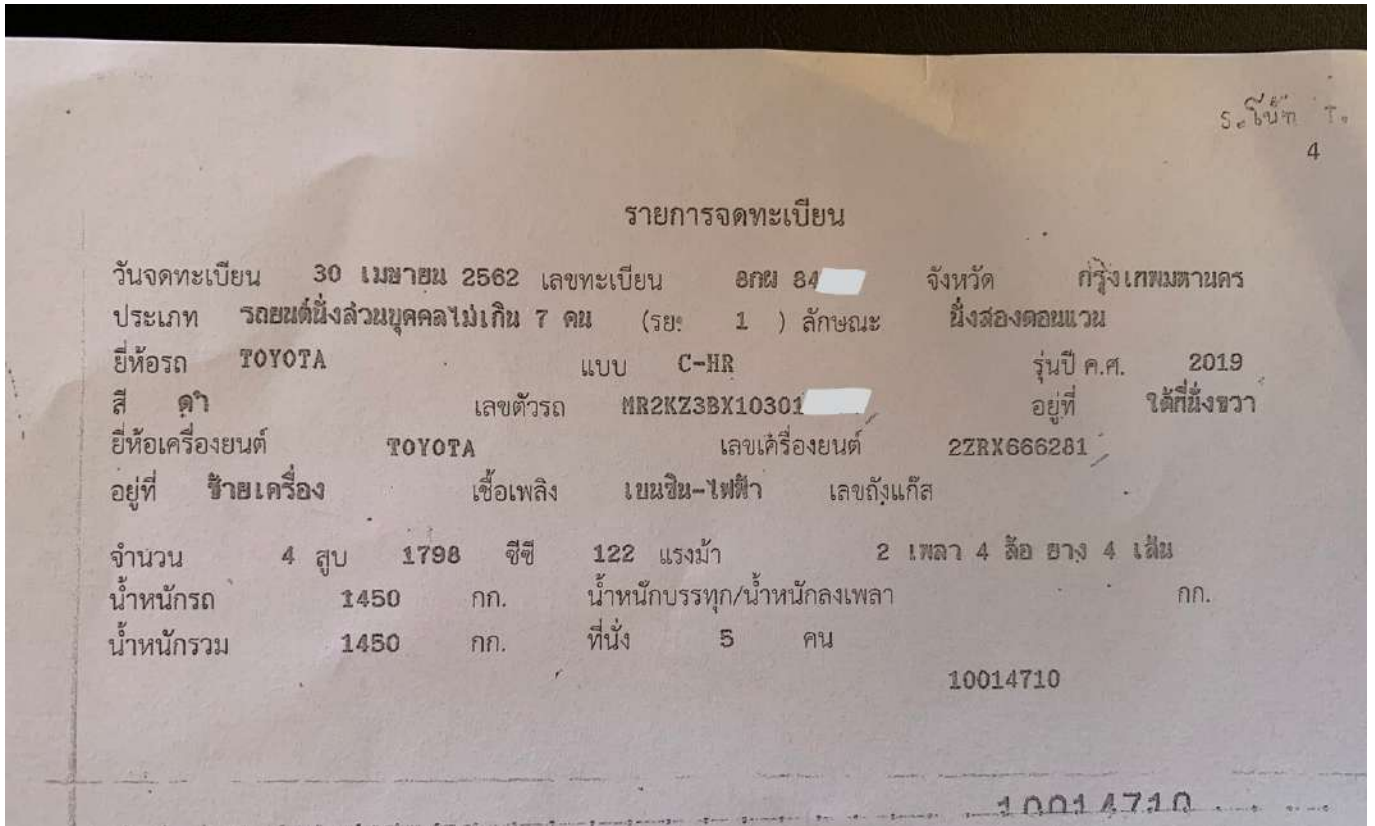 ร.โน้ต T.
4
รายการจดทะเบียน
วันจดทะเบียน 30 เมษายน 2562 เลขทะเบียน 8กผ 84 จังหวัด กรุงเทพมหานคร
ประเภท รถยนต์นั่งส่วนบุคคลไม่เกิน 7 คน (รย. 1 ) ลักษณะ นั่งสองตอนแวน
ยี่ห้อรถ TOYOTA แบบ C-HR รุ่นปี ค.ศ. 2019
สี ดำ เลขตัวรถ MR2KZ3BX10301 อยู่ที่ ใต้ที่นั่งขวา
ยี่ห้อเครื่องยนต์ TOYOTA เลขเครื่องยนต์ 2ZRX666281
อยู่ที่ ซ้ายเครื่อง เชื้อเพลิง เบนซิน-ไฟฟ้า เลขถังแก๊ส -
จำนวน 4 สูบ 1798 ซีซี 122 แรงม้า 2 เพลา 4 ล้อ ยาง 4 เส้น
น้ำหนักรถ 1450 กก. น้ำหนักบรรทุก/น้ำหนักลงเพลา - กก.
น้ำหนักรวม 1450 กก. ที่นั่ง 5 คน
10014710
10014710